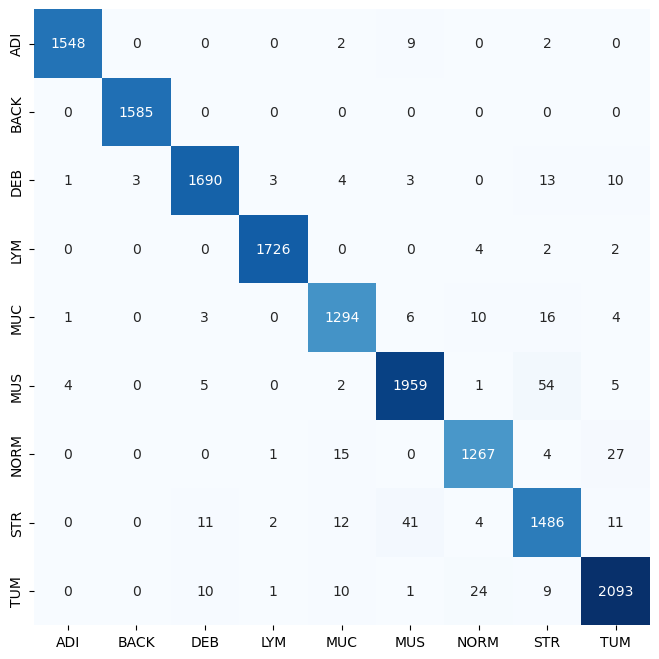 ADI 1548 0 0 0 2 9 0 2 0
BACK 0 1585 0 0 0 0 0 0 0
DEB 1 3 1690 3 4 3 0 13 10
LYM 0 0 0 1726 0 0 4 2 2
MUC 1 0 3 0 1294 6 10 16 4
MUS 4 0 5 0 2 1959 1 54 5
NORM 0 0 0 1 15 0 1267 4 27
STR 0 0 11 2 12 41 4 1486 11
TUM 0 0 10 1 10 1 24 9 2093
ADI BACK DEB LYM MUC MUS NORM STR TUM